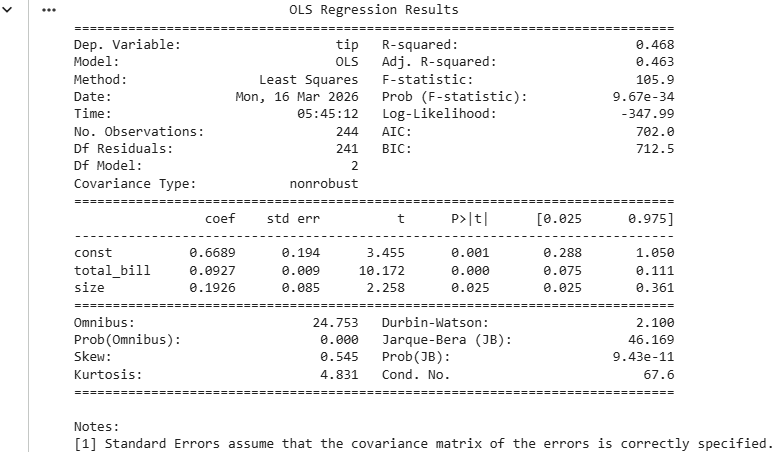 OLS Regression Results
==============================================================================
Dep. Variable:                    tip   R-squared:                       0.468
Model:                            OLS   Adj. R-squared:                  0.463
Method:                 Least Squares   F-statistic:                     105.9
Date:                Mon, 16 Mar 2026   Prob (F-statistic):           9.67e-34
Time:                        05:45:12   Log-Likelihood:                -347.99
No. Observations:                 244   AIC:                             702.0
Df Residuals:                     241   BIC:                             712.5
Df Model:                           2
Covariance Type:            nonrobust
==============================================================================
                 coef    std err          t      P>|t|      [0.025      0.975]
------------------------------------------------------------------------------
const          0.6689      0.194      3.455      0.001       0.288       1.050
total_bill     0.0927      0.009     10.172      0.000       0.075       0.111
size           0.1926      0.085      2.258      0.025       0.025       0.361
==============================================================================
Omnibus:                       24.753   Durbin-Watson:                   2.100
Prob(Omnibus):                  0.000   Jarque-Bera (JB):               46.169
Skew:                           0.545   Prob(JB):                     9.43e-11
Kurtosis:                       4.831   Cond. No.                         67.6
==============================================================================
Notes:
[1] Standard Errors assume that the covariance matrix of the errors is correctly specified.